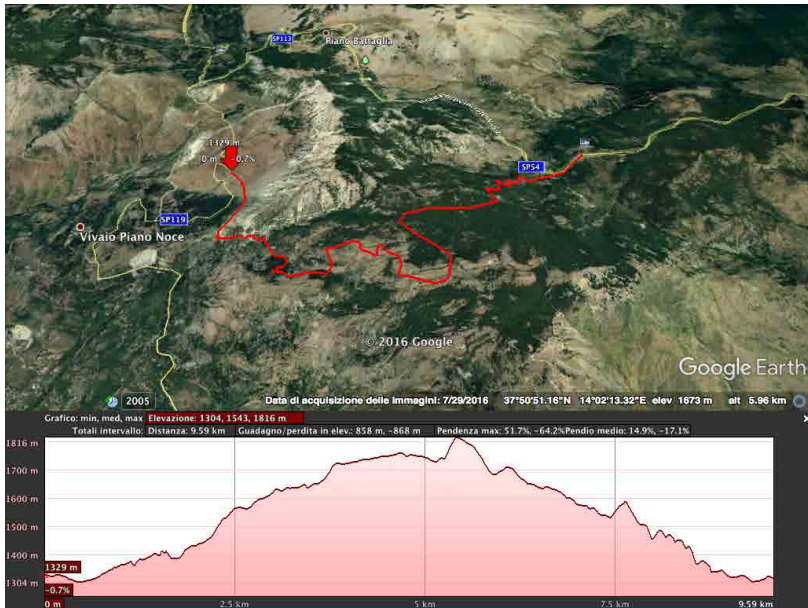 SP113
Piano Battaglia
1329 m
0 m -0.7%
SP54
SP119
Vivaio Piano Noce
© 2016 Google
Google Earth
2005
Data di acquisizione delle immagini: 7/29/2016 37°50'51.16"N 14°02'13.32"E elev 1673 m alt 5.96 km
Grafico: min, med, max Elevazione: 1304, 1543, 1816 m
Totali intervallo: Distanza: 9.59 km Guadagno/perdita in elev.: 858 m, -868 m Pendenza max: 51.7%, -64.2% Pendio medio: 14.9%, -17.1%
1816 m
1700 m
1600 m
1500 m
1400 m
1329 m
1304 m
-0.7%
0 m
2.5 km
5 km
7.5 km
9.59 km